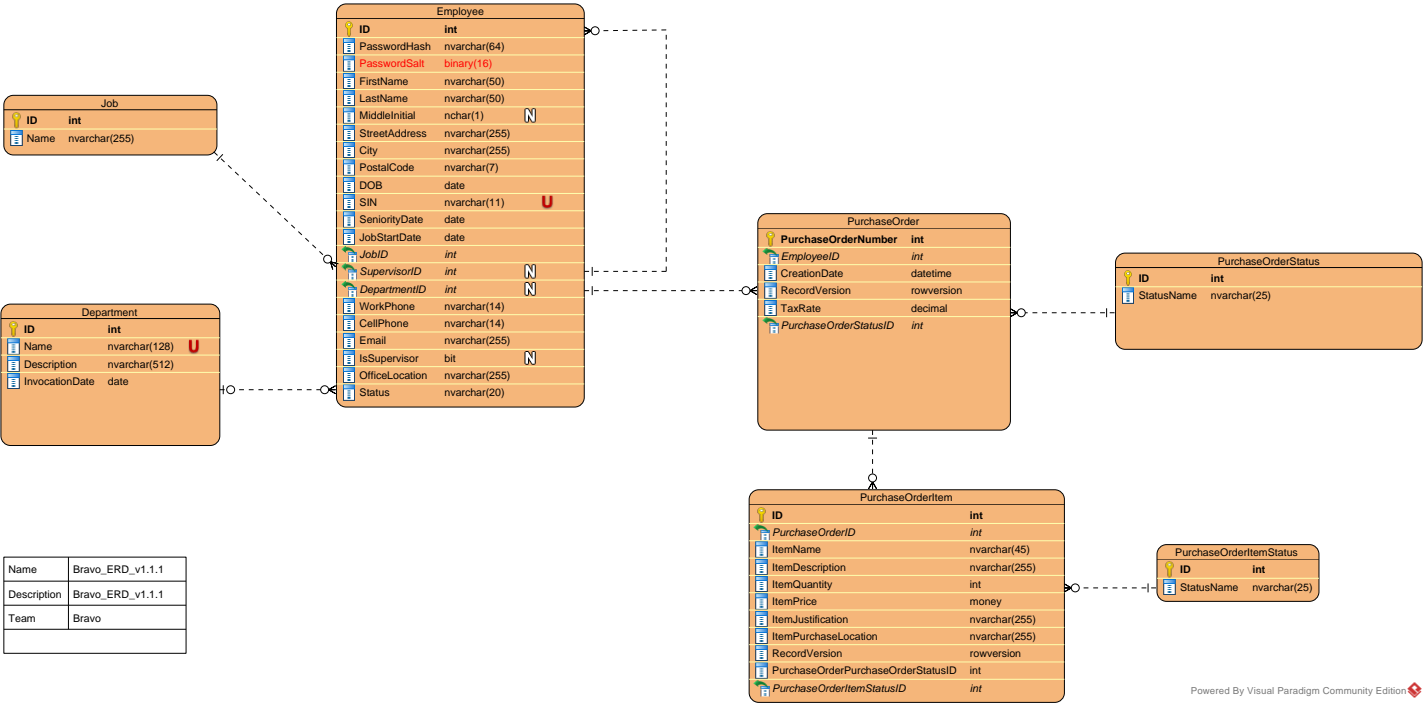 Employee
ID int
PasswordHash nvarchar(64)
PasswordSalt binary(16)
FirstName nvarchar(50)
LastName nvarchar(50)
MiddleInitial nchar(1) N
StreetAddress nvarchar(255)
City nvarchar(255)
PostalCode nvarchar(7)
DOB date
SIN nvarchar(11) U
SeniorityDate date
JobStartDate date
JobID int
SupervisorID int N
DepartmentID int N
WorkPhone nvarchar(14)
CellPhone nvarchar(14)
Email nvarchar(255)
IsSupervisor bit N
OfficeLocation nvarchar(255)
Status nvarchar(20)
Job
ID int
Name nvarchar(255)
Department
ID int
Name nvarchar(128) U
Description nvarchar(512)
InvocationDate date
PurchaseOrder
PurchaseOrderNumber int
EmployeeID int
CreationDate datetime
RecordVersion rowversion
TaxRate decimal
PurchaseOrderStatusID int
PurchaseOrderStatus
ID int
StatusName nvarchar(25)
PurchaseOrderItem
ID int
PurchaseOrderID int
ItemName nvarchar(45)
ItemDescription nvarchar(255)
ItemQuantity int
ItemPrice money
ItemJustification nvarchar(255)
ItemPurchaseLocation nvarchar(255)
RecordVersion rowversion
PurchaseOrderPurchaseOrderStatusID int
PurchaseOrderItemStatusID int
PurchaseOrderItemStatus
ID int
StatusName nvarchar(25)
Name Bravo_ERD_v1.1.1
Description Bravo_ERD_v1.1.1
Team Bravo
Powered By Visual Paradigm Community Edition